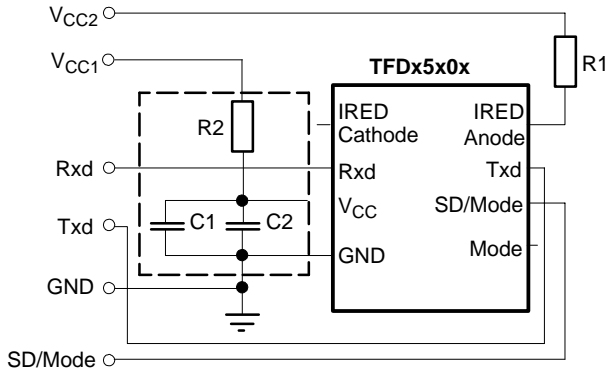 VCC2
VCC1
TFDx5x0x
R1
R2
IRED
Cathode
IRED
Anode
Rxd
Rxd
Txd
VCC
SD/Mode
C1
C2
Txd
GND
Mode
GND
SD/Mode